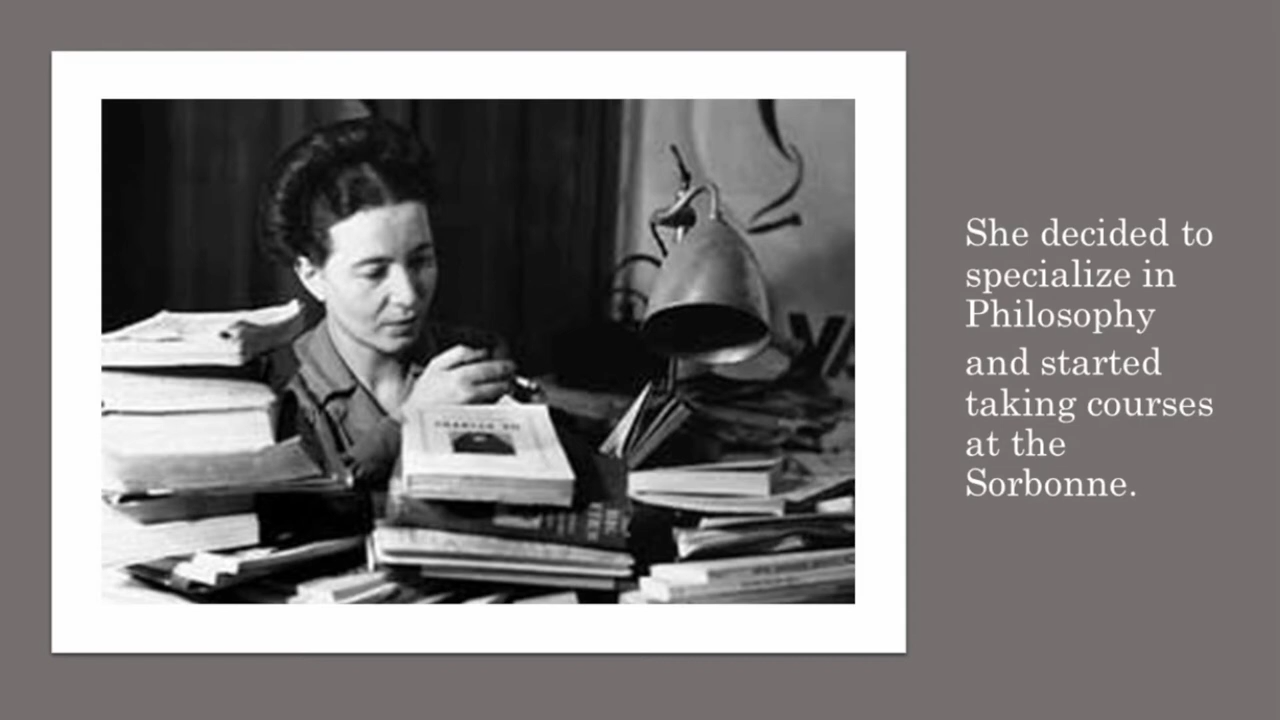 She decided to
specialize in
Philosophy
and started
taking courses
at the
Sorbonne.